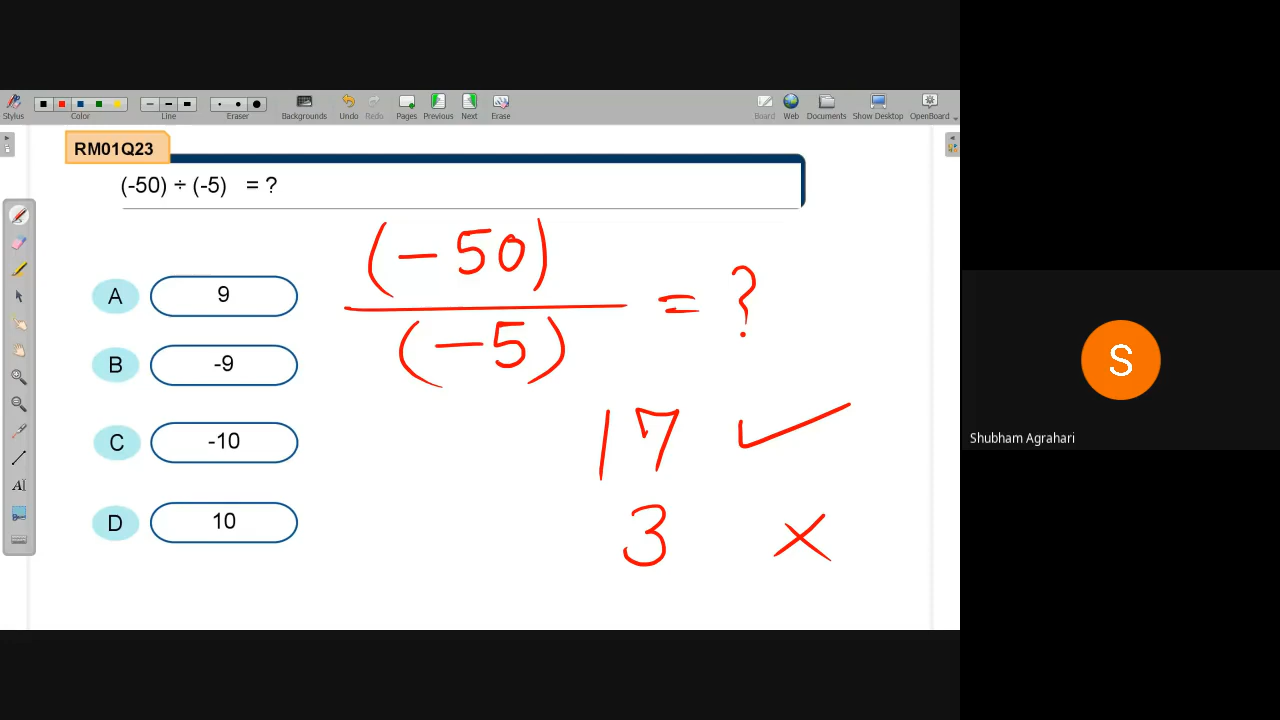 Stylus
Color
Line
Eraser
Backgrounds
Undo
Redo
Pages
Previous
Next
Erase
Board
Web
Documents
Show Desktop
OpenBoard
RM01Q23
(-50) ÷ (-5) = ?
(-50)
(-5)
= ?
A 9
B -9
C -10
D 10
17 ✓
3 ×
S
Shubham Agrahari